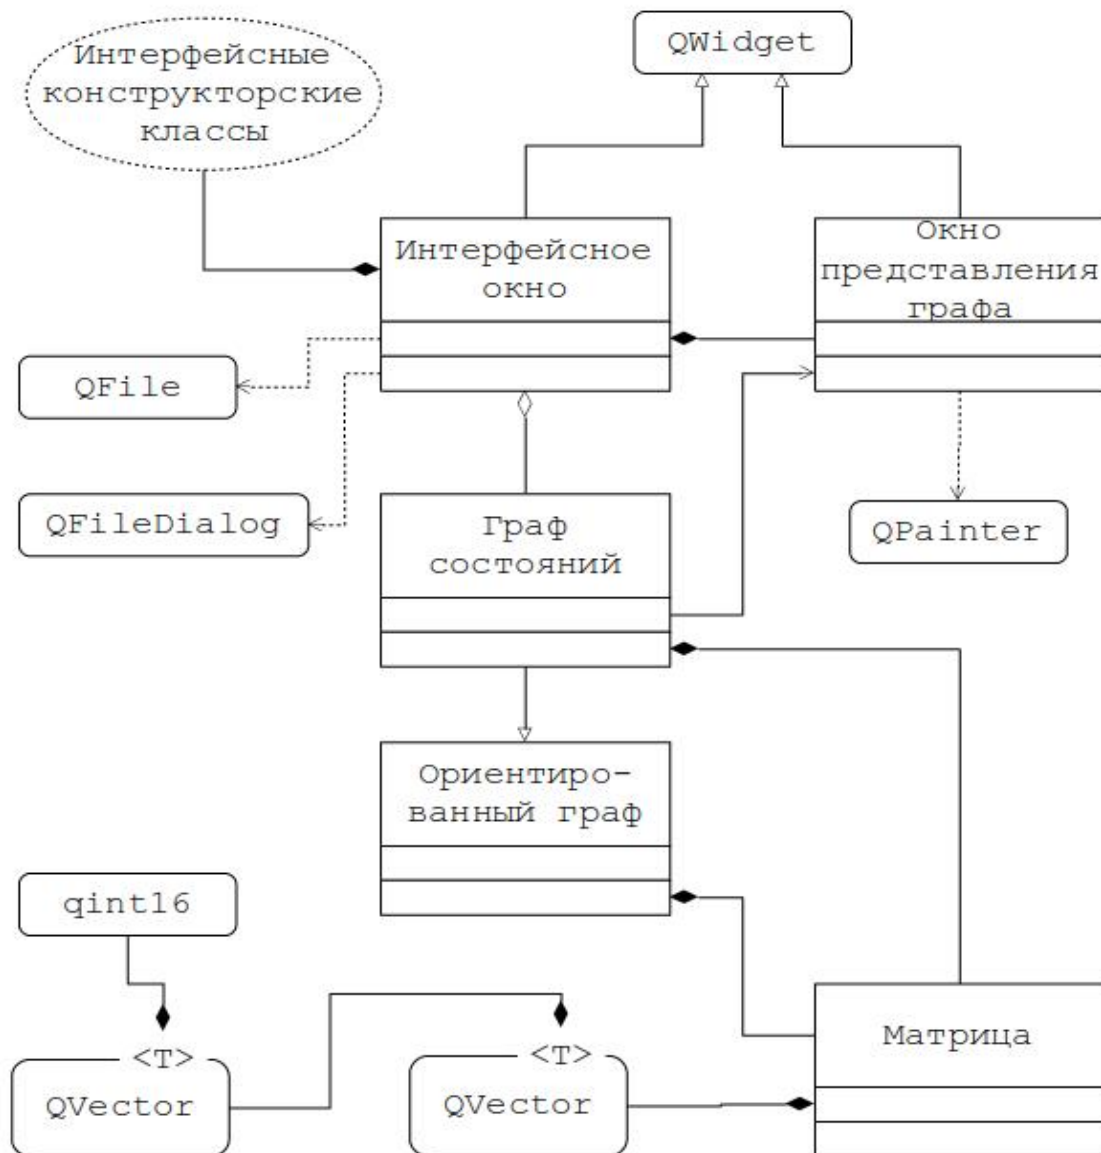 Интерфейсные
конструкторские
классы
QWidget
Интерфейсное
окно
Окно
представления
графа
QFile
QFileDialog
Граф
состояний
QPainter
Ориентиро-
ванный граф
qint16
<T>
QVector
<T>
QVector
Матрица